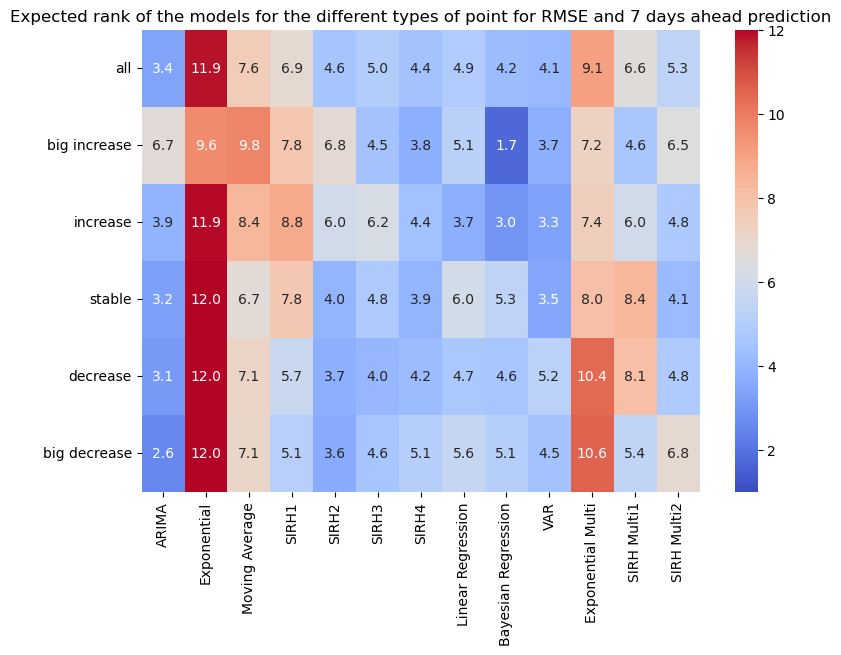 Expected rank of the models for the different types of point for RMSE and 7 days ahead prediction
all 3.4 11.9 7.6 6.9 4.6 5.0 4.4 4.9 4.2 4.1 9.1 6.6 5.3
big increase 6.7 9.6 9.8 7.8 6.8 4.5 3.8 5.1 1.7 3.7 7.2 4.6 6.5
increase 3.9 11.9 8.4 8.8 6.0 6.2 4.4 3.7 3.0 3.3 7.4 6.0 4.8
stable 3.2 12.0 6.7 7.8 4.0 4.8 3.9 6.0 5.3 3.5 8.0 8.4 4.1
decrease 3.1 12.0 7.1 5.7 3.7 4.0 4.2 4.7 4.6 5.2 10.4 8.1 4.8
big decrease 2.6 12.0 7.1 5.1 3.6 4.6 5.1 5.6 5.1 4.5 10.6 5.4 6.8
ARIMA
Exponential
Moving Average
SIRH1
SIRH2
SIRH3
SIRH4
Linear Regression
Bayesian Regression
VAR
Exponential Multi
SIRH Multi1
SIRH Multi2
12
10
8
6
4
2